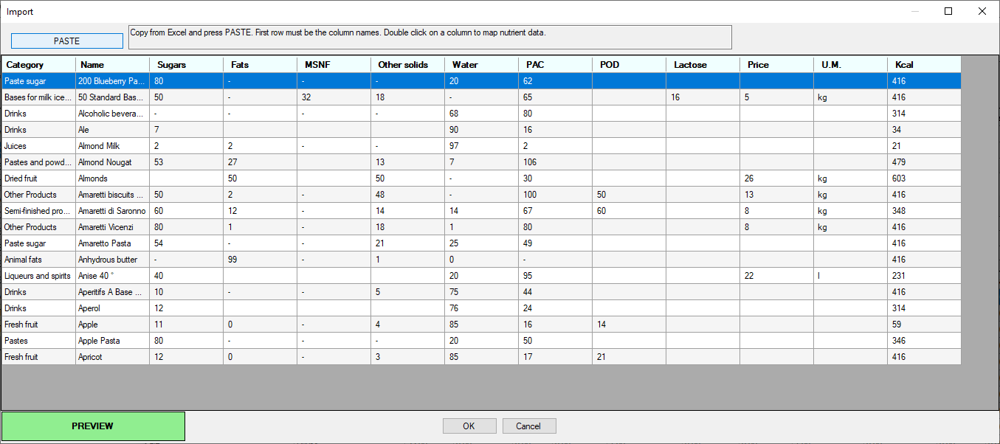 Import
PASTE
Copy from Excel and press PASTE. First row must be the column names. Double click on a column to map nutrient data.
Category Name Sugars Fats MSNF Other solids Water PAC POD Lactose Price U.M. Kcal
Paste sugar 200 Blueberry Pa... 80 - - - 20 62 416
Bases for milk ice... 50 Standard Bas... 50 - 32 18 - 65 16 5 kg 416
Drinks Alcoholic bevera... - - - - 68 80 314
Drinks Ale 7 90 16 34
Juices Almond Milk 2 2 - - 97 2 21
Pastes and powd... Almond Nougat 53 27 13 7 106 479
Dried fruit Almonds 50 50 - 30 26 kg 603
Other Products Amaretti biscuits ... 50 2 - 48 - 100 50 13 kg 416
Semi-finished pro... Amaretti di Saronno 60 12 - 14 14 67 60 8 kg 348
Other Products Amaretti Vicenzi 80 1 - 18 1 80 8 kg 416
Paste sugar Amaretto Pasta 54 - - 21 25 49 416
Animal fats Anhydrous butter - 99 - 1 0 - 416
Liqueurs and spirits Anise 40 ° 40 20 95 22 l 231
Drinks Aperitifs A Base ... 10 - - 5 75 44 416
Drinks Aperol 12 76 24 314
Fresh fruit Apple 11 0 - 4 85 16 14 59
Pastes Apple Pasta 80 - - - 20 50 346
Fresh fruit Apricot 12 0 - 3 85 17 21 416
PREVIEW
OK
Cancel